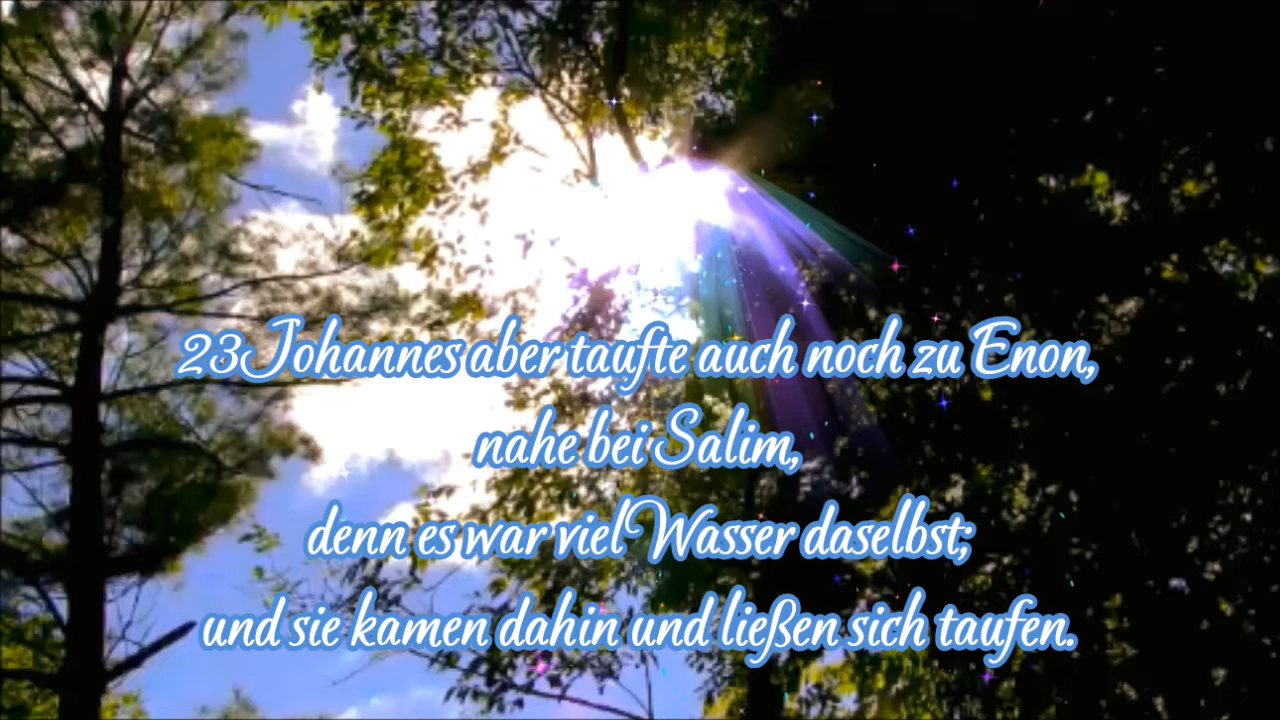 23Johannes aber taufte auch noch zu Enon,
nahe bei Salim,
denn es war viel Wasser daselbst;
und sie kamen dahin und ließen sich taufen.